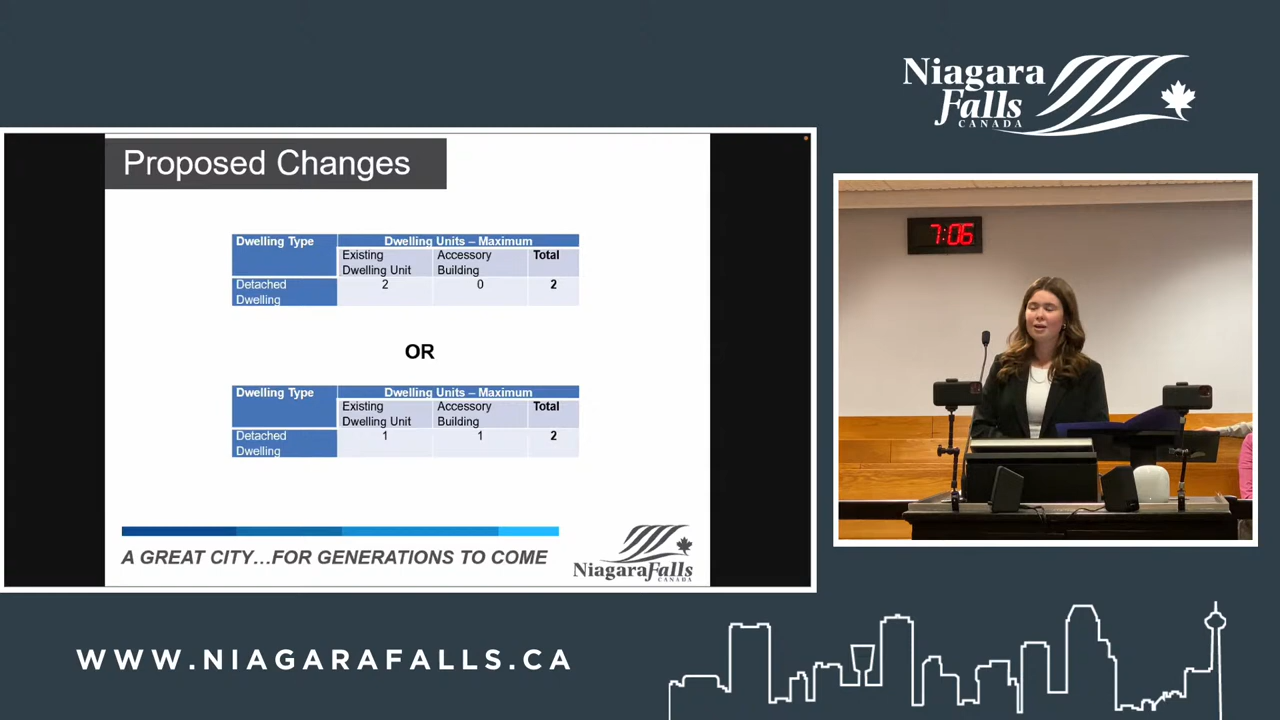 Niagara
Falls
CANADA
Proposed Changes
Dwelling Type
Dwelling Units – Maximum
Existing
Dwelling Unit
Accessory
Building
Total
Detached
Dwelling
2
0
2
OR
Dwelling Type
Dwelling Units – Maximum
Existing
Dwelling Unit
Accessory
Building
Total
Detached
Dwelling
1
1
2
A GREAT CITY...FOR GENERATIONS TO COME
NiagaraFalls
CANADA
7:06
WWW.NIAGARAFALLS.CA